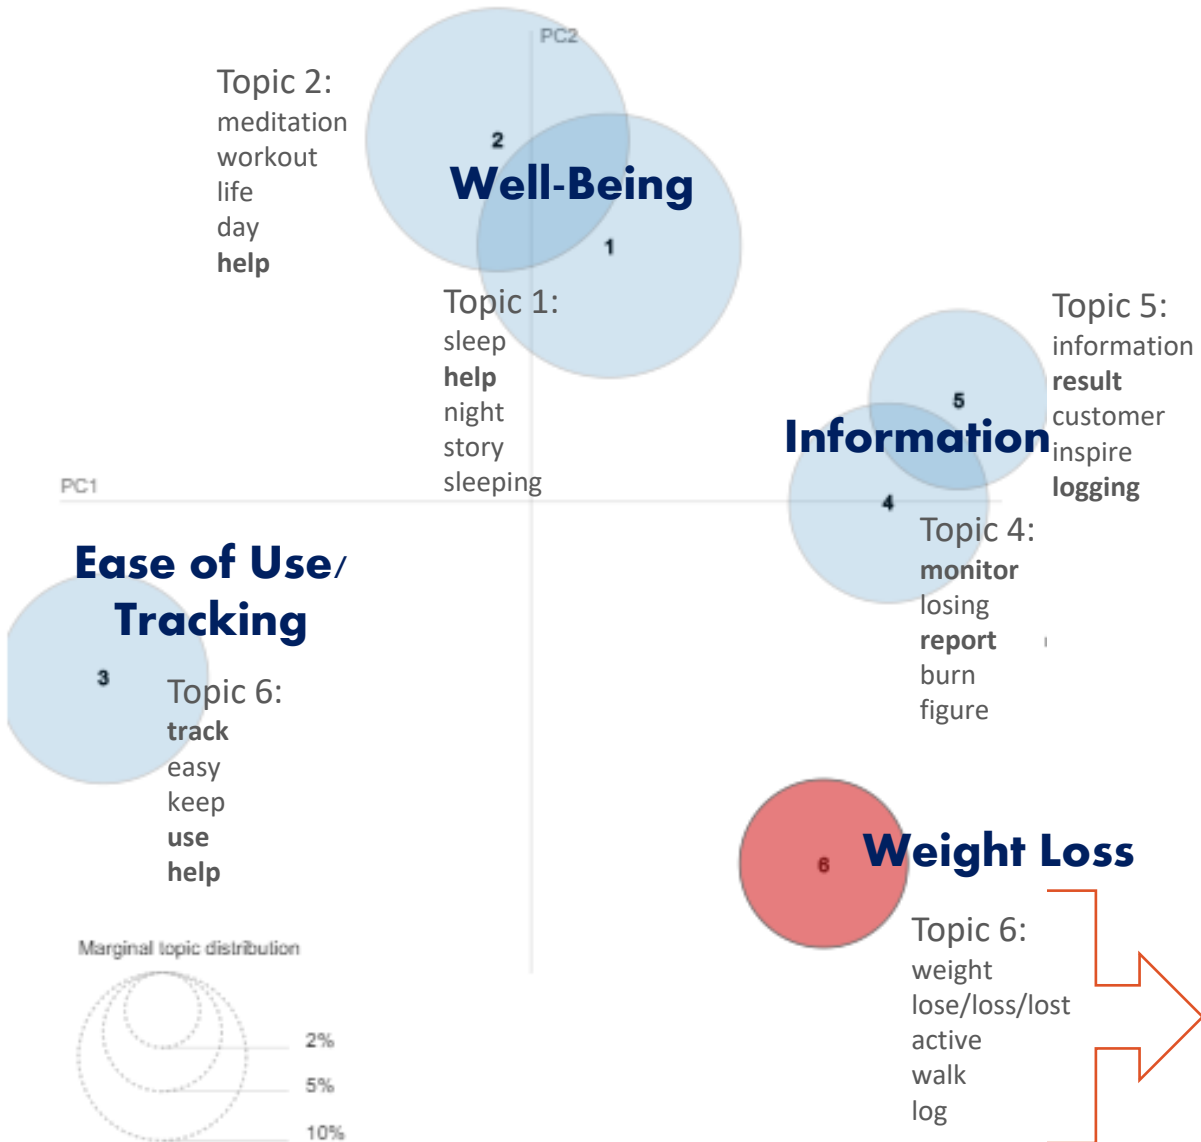 PC2
Topic 2:
meditation
workout
life
day
help
2
Well-Being
1
Topic 1:
sleep
help
night
story
sleeping
Topic 5:
information
result
customer
inspire
logging
5
Information
4
PC1
Topic 4:
monitor
losing
report
burn
figure
Ease of Use/
Tracking
3
Topic 6:
track
easy
keep
use
help
6
Weight Loss
Topic 6:
weight
lose/loss/lost
active
walk
log
Marginal topic distribution
2%
5%
10%